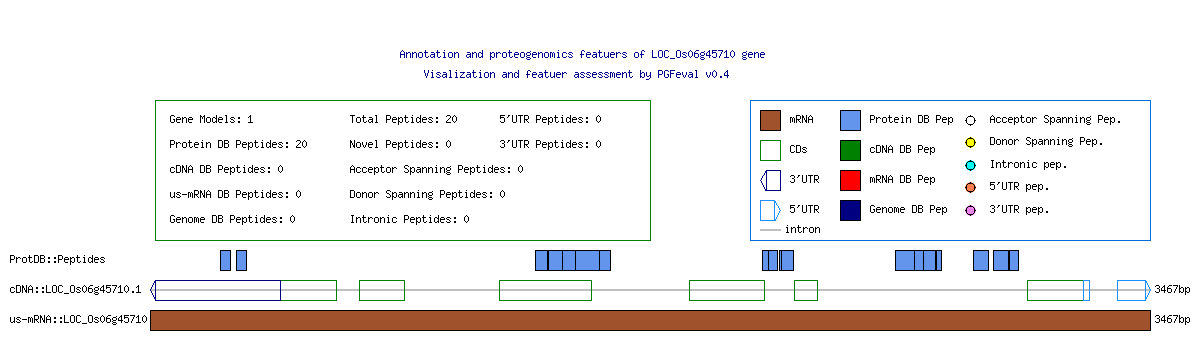 Annotation and proteogenomics featuers of LOC_Os06g45710 gene
Visalization and featuer assessment by PGFeval v0.4
Gene Models: 1 Total Peptides: 20 5'UTR Peptides: 0
Protein DB Peptides: 20 Novel Peptides: 0 3'UTR Peptides: 0
cDNA DB Peptides: 0 Acceptor Spanning Peptides: 0
us-mRNA DB Peptides: 0 Donor Spanning Peptides: 0
Genome DB Peptides: 0 Intronic Peptides: 0
mRNA Protein DB Pep Acceptor Spanning Pep.
CDs cDNA DB Pep Donor Spanning Pep.
3'UTR mRNA DB Pep Intronic pep.
5'UTR Genome DB Pep 5'UTR pep.
intron 3'UTR pep.
ProtDB::Peptides
cDNA::LOC_Os06g45710.1 3467bp
us-mRNA::LOC_Os06g45710 3467bp